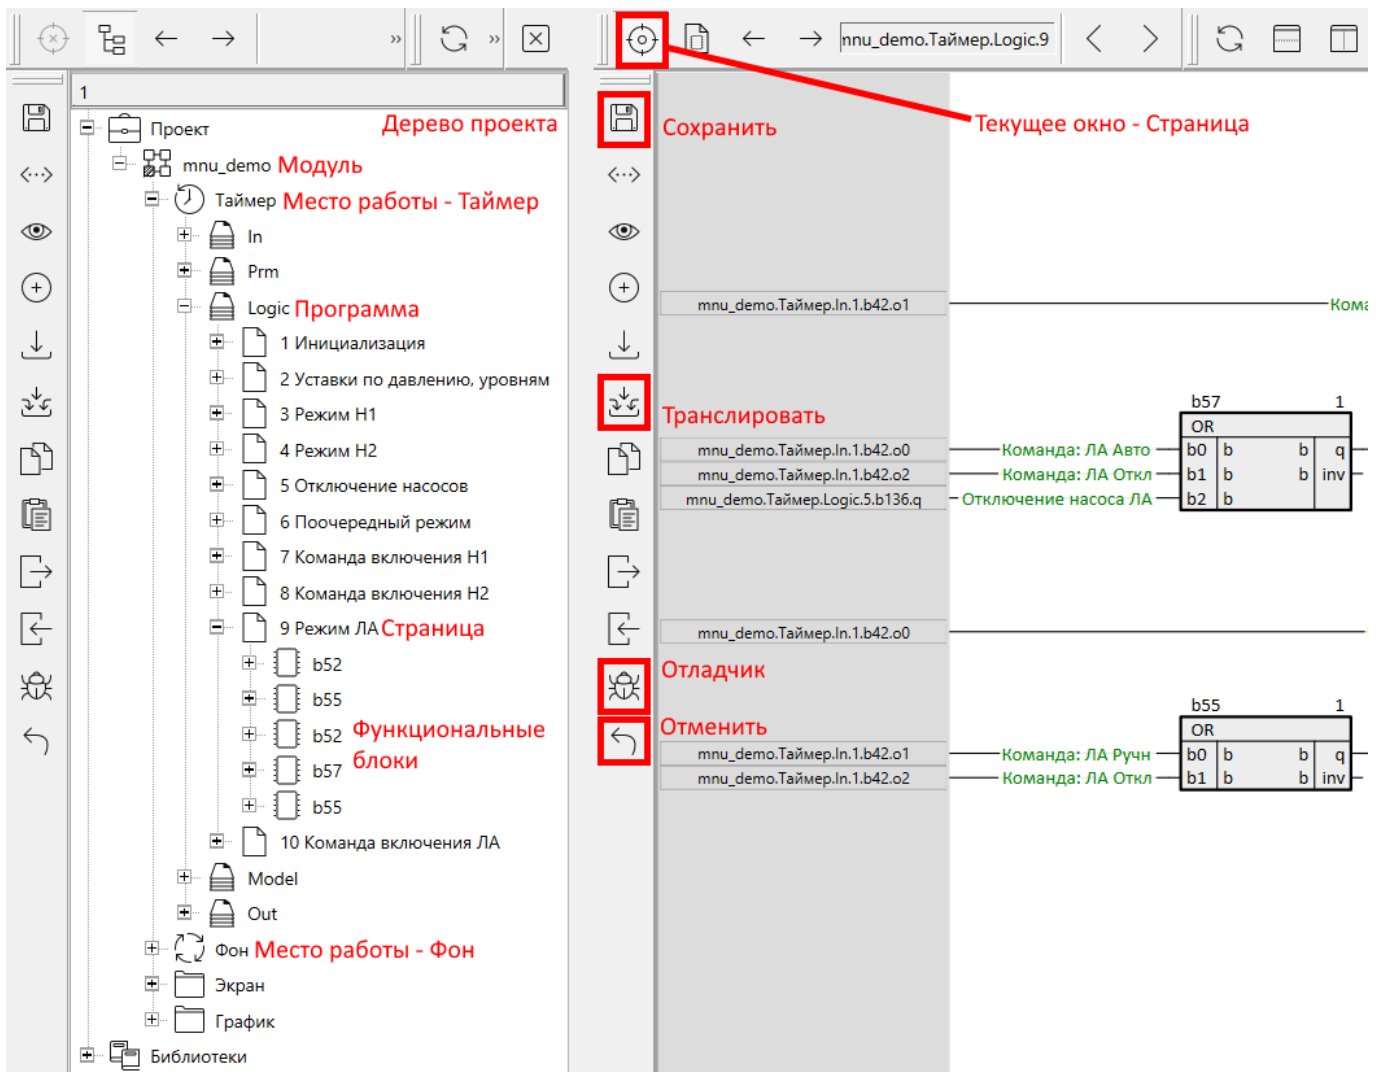 nnu_demo.Таймер.Logic.9
1
Проект
Дерево проекта
mnu_demo Модуль
Таймер Место работы - Таймер
In
Prm
Logic Программа
1 Инициализация
2 Уставки по давлению, уровням
3 Режим Н1
4 Режим Н2
5 Отключение насосов
6 Поочередный режим
7 Команда включения Н1
8 Команда включения Н2
9 Режим ЛА Страница
b52
b55
b52
Функциональные
блоки
b57
b55
10 Команда включения ЛА
Model
Out
Фон Место работы - Фон
Экран
График
Библиотеки
Сохранить
Текущее окно - Страница
mnu_demo.Таймер.In.1.b42.o1
Кома
Транслировать
b57 1
OR
mnu_demo.Таймер.In.1.b42.o0 Команда: ЛА Авто b0 b b q
mnu_demo.Таймер.In.1.b42.o2 Команда: ЛА Откл b1 b b inv
mnu_demo.Таймер.Logic.5.b136.q Отключение насоса ЛА b2 b
mnu_demo.Таймер.In.1.b42.o0
Отладчик
Отменить
b55 1
OR
mnu_demo.Таймер.In.1.b42.o1 Команда: ЛА Ручн b0 b b q
mnu_demo.Таймер.In.1.b42.o2 Команда: ЛА Откл b1 b b inv